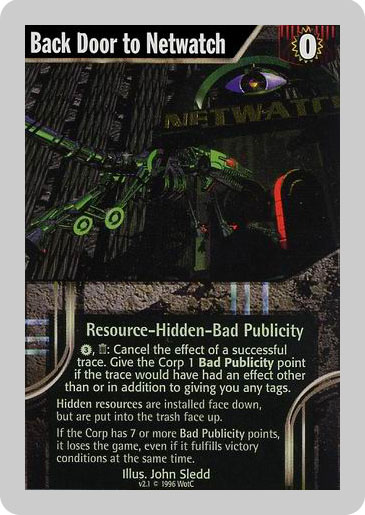 Back Door to Netwatch
0
NETWATCH
Resource-Hidden-Bad Publicity
3, : Cancel the effect of a successful
trace. Give the Corp 1 Bad Publicity point
if the trace would have had an effect other
than or in addition to giving you any tags.
Hidden resources are installed face down,
but are put into the trash face up.
If the Corp has 7 or more Bad Publicity points,
it loses the game, even if it fulfills victory
conditions at the same time.
Illus. John Sledd
v2.1 © 1996 WotC